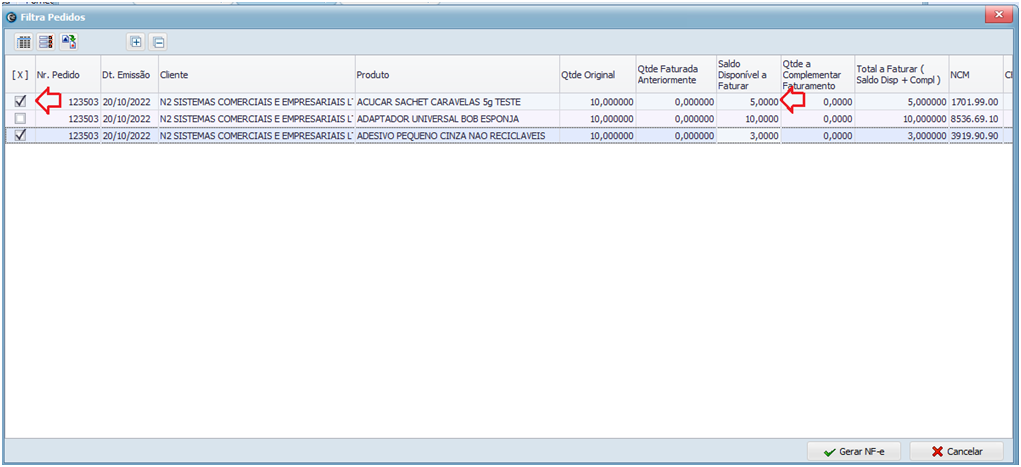 Filtra Pedidos
[X] Nr. Pedido Dt. Emissão Cliente Produto Qtde Original Qtde Faturada Anteriormente Saldo Disponível a Faturar Qtde a Complementar Faturamento Total a Faturar ( Saldo Disp + Compl ) NCM
123503 20/10/2022 N2 SISTEMAS COMERCIAIS E EMPRESARIAIS L ACUCAR SACHET CARAVELAS 5g TESTE 10,000000 0,000000 5,0000 0,0000 5,000000 1701.99.00
123503 20/10/2022 N2 SISTEMAS COMERCIAIS E EMPRESARIAIS L ADAPTADOR UNIVERSAL BOB ESPONJA 10,000000 0,000000 10,0000 0,0000 10,000000 8536.69.10
123503 20/10/2022 N2 SISTEMAS COMERCIAIS E EMPRESARIAIS L ADESIVO PEQUENO CINZA NAO RECICLAVEIS 10,000000 0,000000 3,0000 0,0000 3,000000 3919.90.90
Gerar NF-e Cancelar